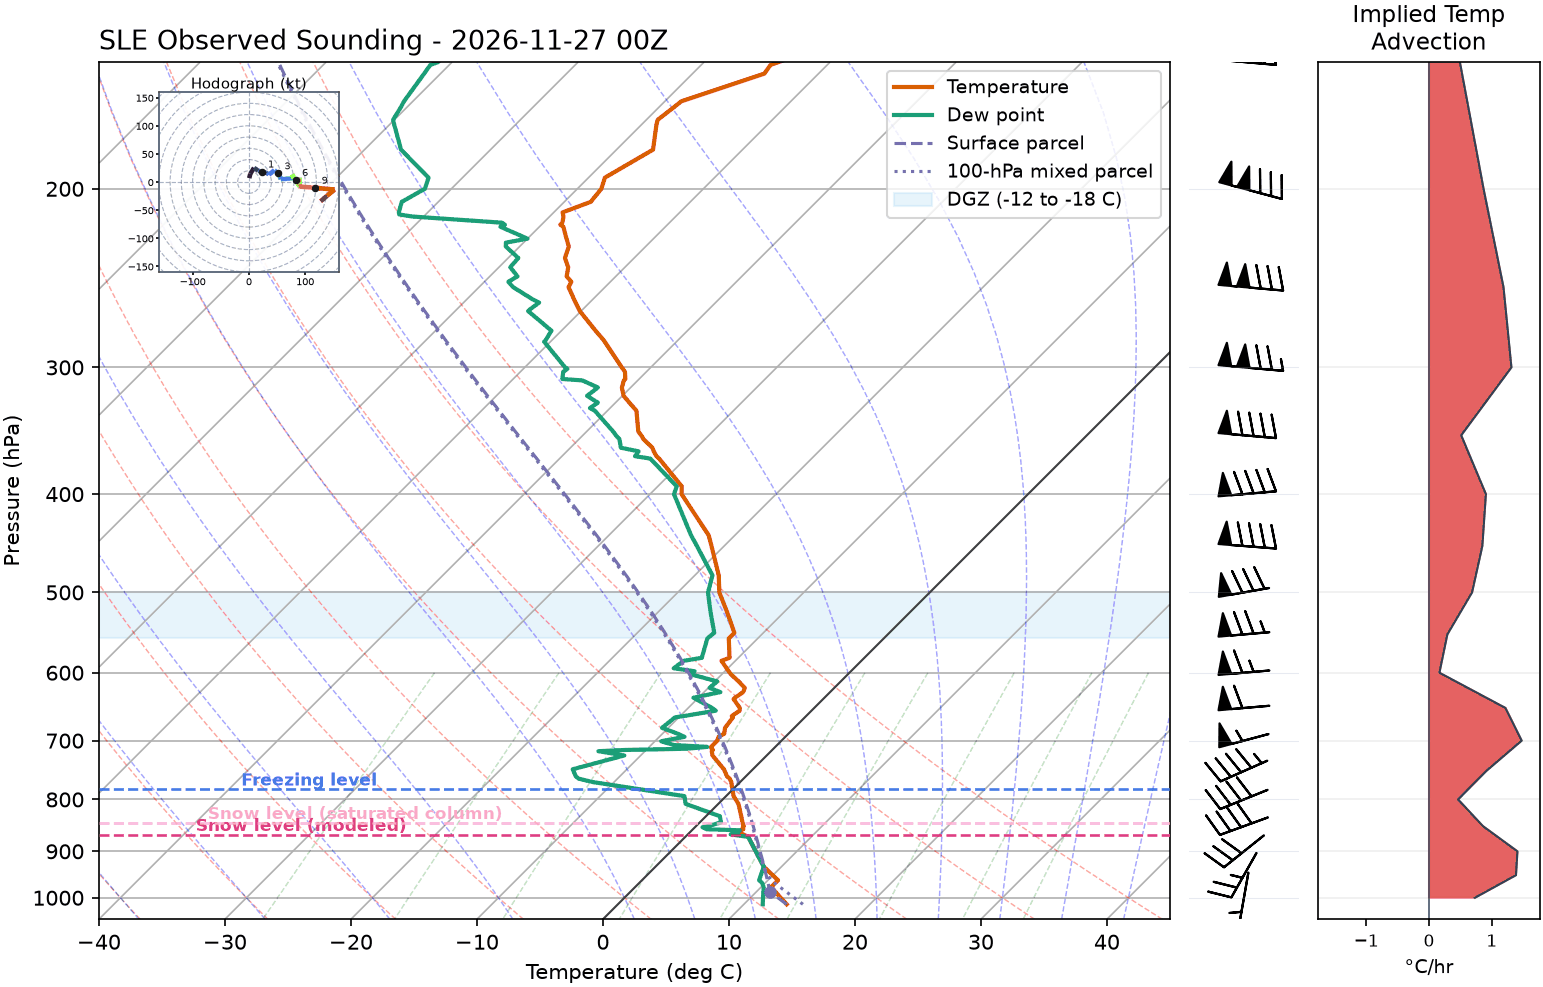 SLE Observed Sounding - 2026-11-27 00Z
Implied Temp
Advection
Hodograph (kt)
150
100
50
0
−50
−100
−150
−100
0
100
1
3
6
9
Temperature
Dew point
Surface parcel
100-hPa mixed parcel
DGZ (-12 to -18 C)
Pressure (hPa)
200
300
400
500
600
700
800
900
1000
Freezing level
Snow level (saturated column)
Snow level (modeled)
−40
−30
−20
−10
0
10
20
30
40
Temperature (deg C)
−1
0
1
°C/hr